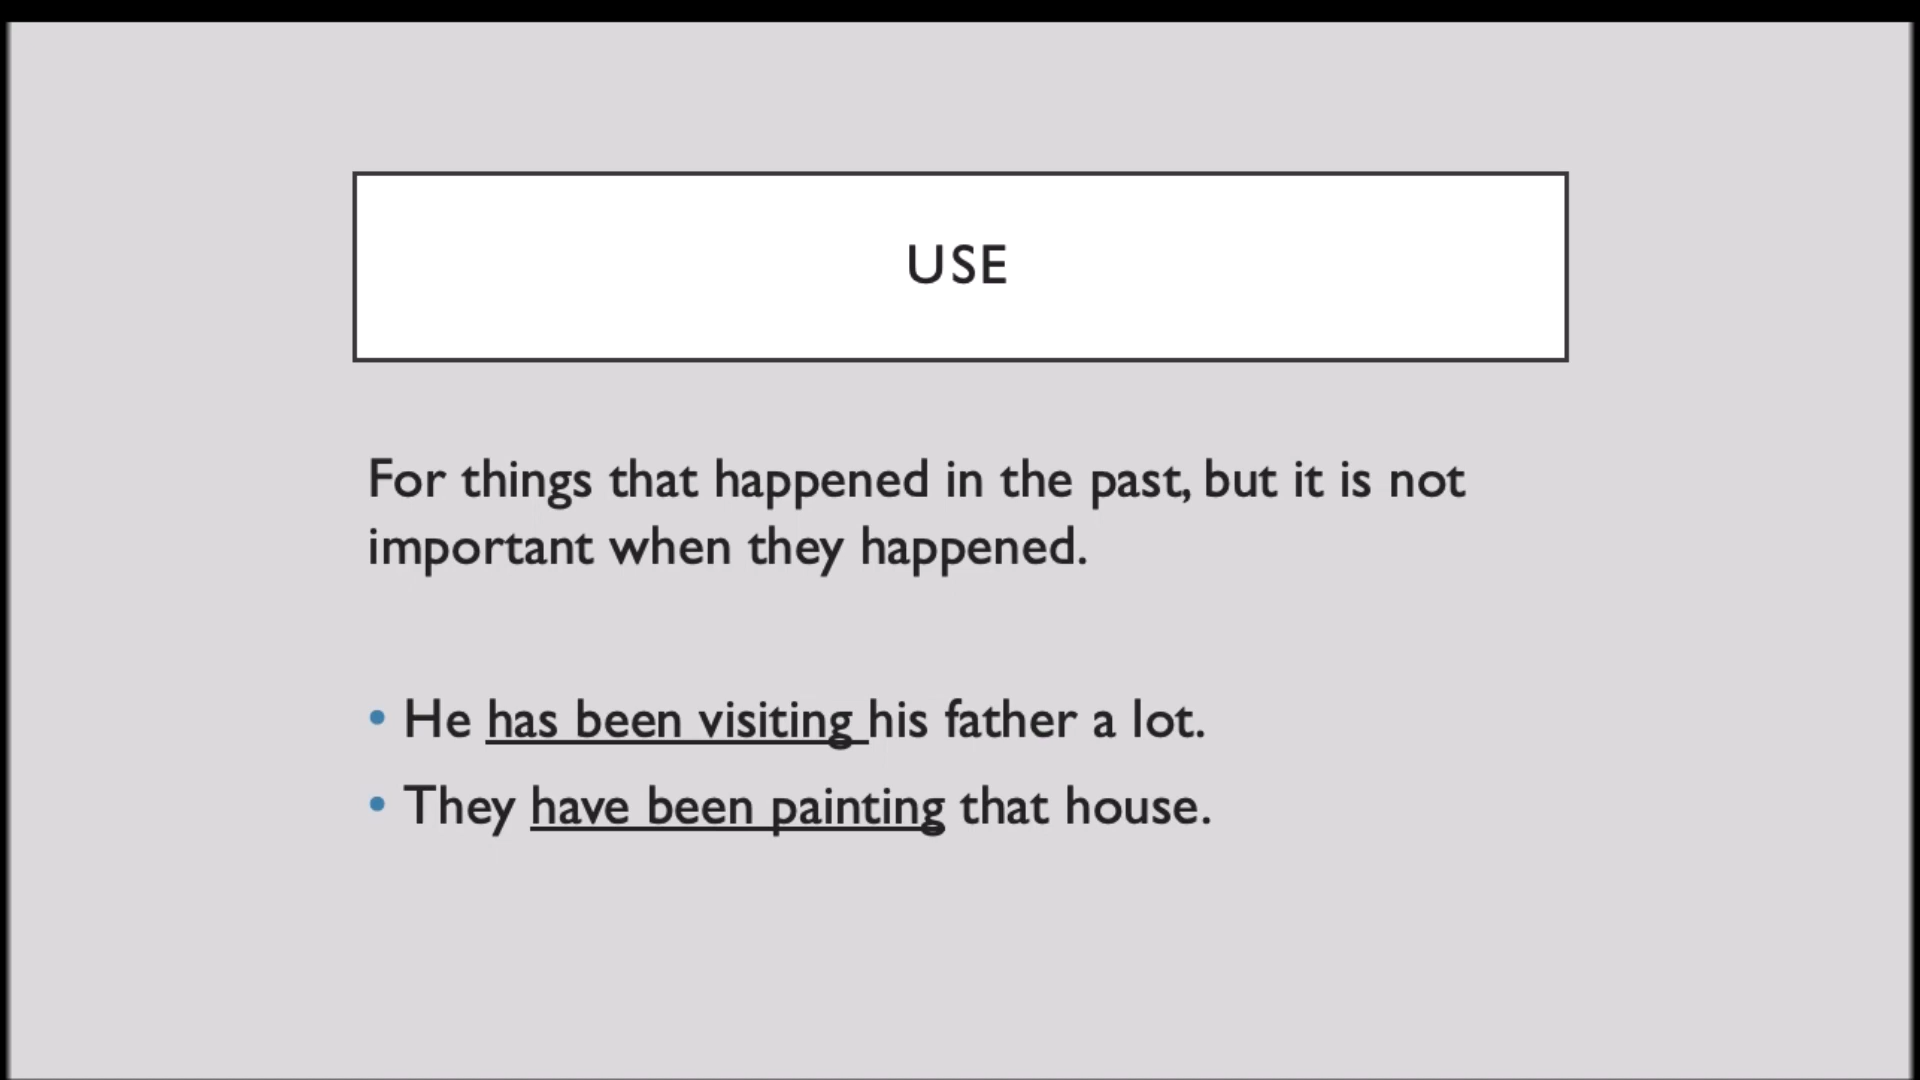 USE
For things that happened in the past, but it is not
important when they happened.
• He has been visiting his father a lot.
• They have been painting that house.